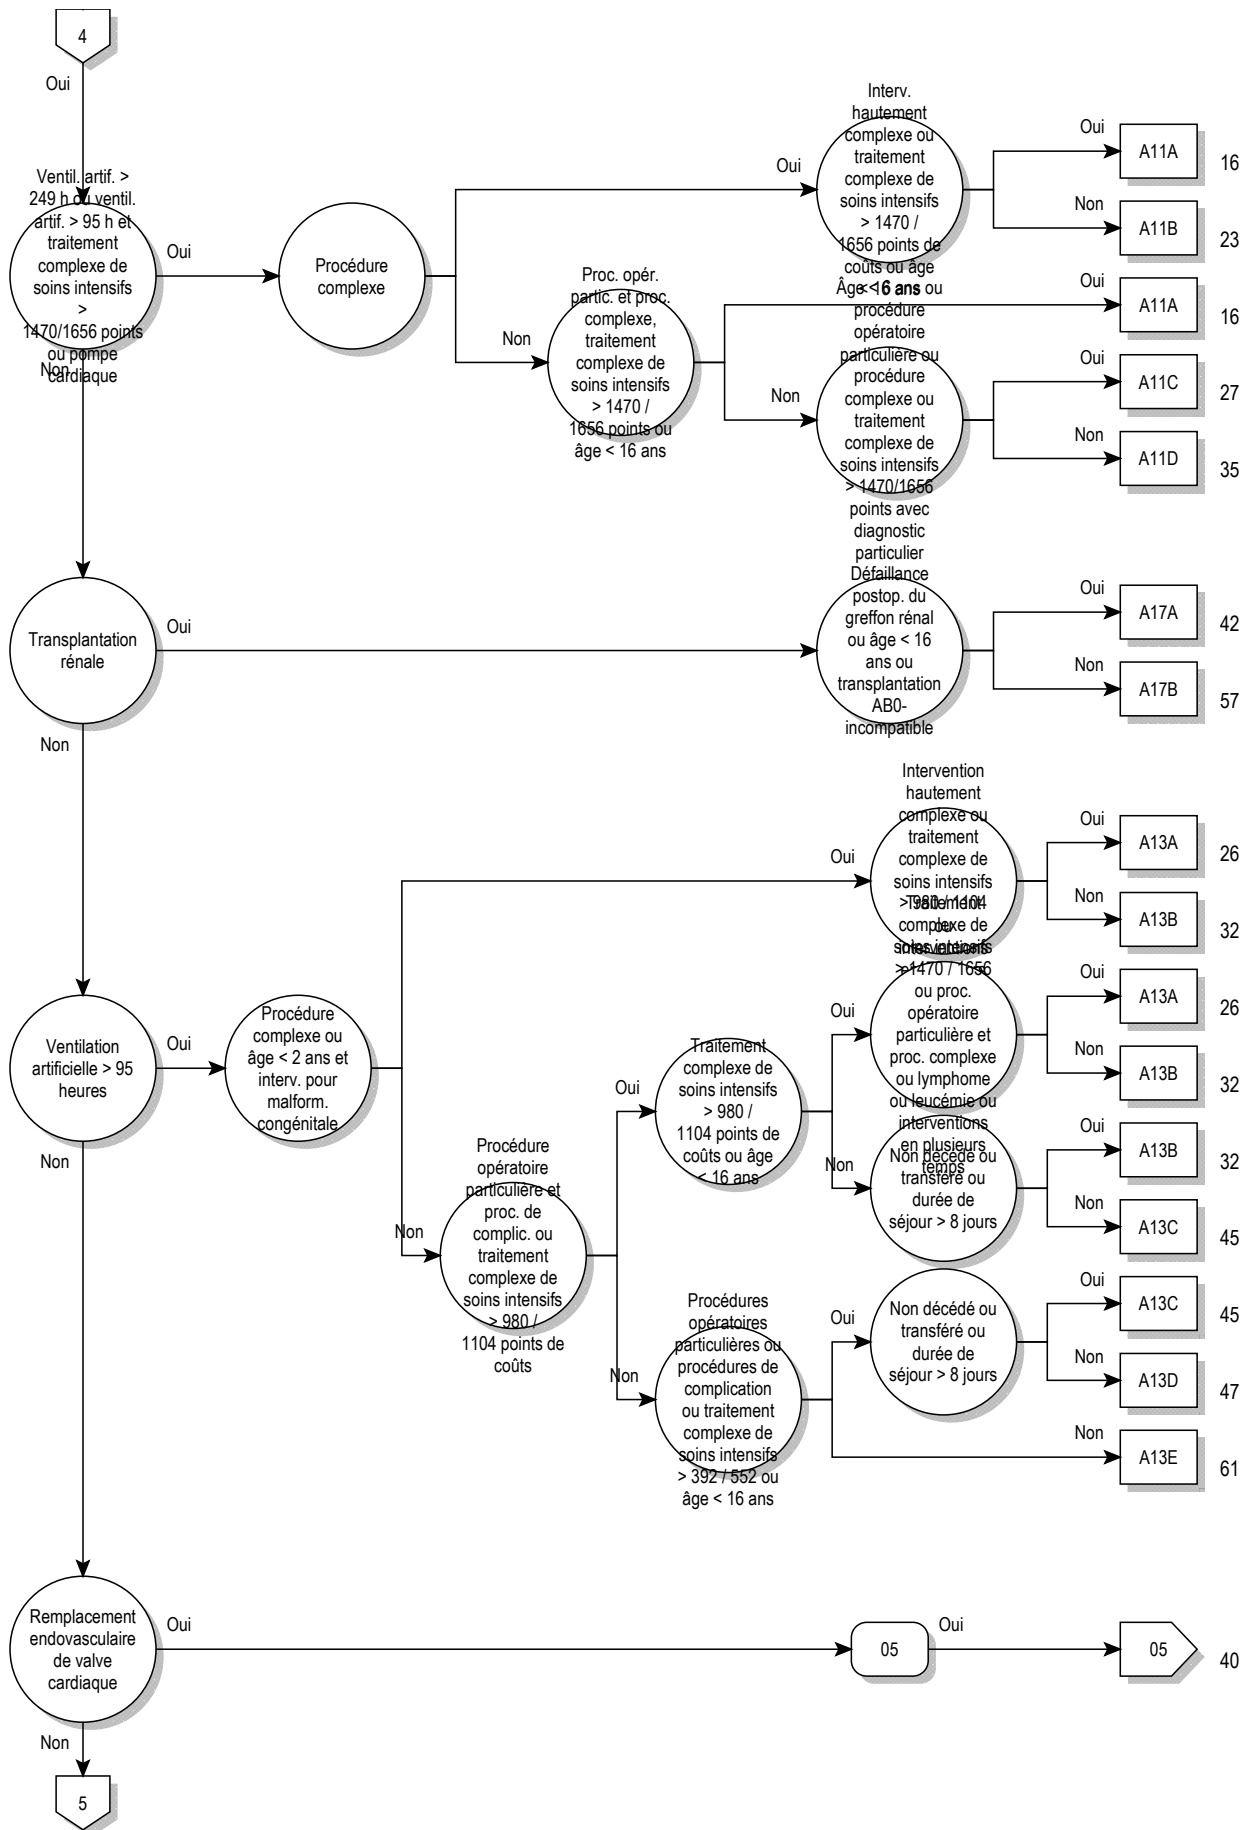 4
Oui
Ventil. artif. >
249 h ou ventil.
artif. > 95 h et
traitement
complexe de
soins intensifs
>
1470/1656 points
ou pompe
cardiaque
Oui
Non
Procédure
complexe
Oui
Interv.
hautement
complexe ou
traitement
complexe de
soins intensifs
> 1470 /
1656 points de
coûts ou âge
< 16 ans
Oui
A11A
16
Non
A11B
23
Non
Proc. opér.
partic. et proc.
complexe,
traitement
complexe de
soins intensifs
> 1470 /
1656 points ou
âge < 16 ans
Oui
A11A
16
Non
Âge < 6 ans ou
procédure
opératoire
particulière ou
procédure
complexe ou
traitement
complexe de
soins intensifs
> 1470/1656
points avec
diagnostic
particulier
Oui
A11C
27
Non
A11D
35
Transplantation
rénale
Oui
Non
Défaillance
postop. du
greffon rénal
ou âge < 16
ans ou
transplantation
AB0-
incompatible
Oui
A17A
42
Non
A17B
57
Ventilation
artificielle > 95
heures
Oui
Non
Procédure
complexe ou
âge < 2 ans et
interv. pour
malform.
congénitale
Oui
Intervention
hautement
complexe ou
traitement
complexe de
soins intensifs
> 980 / 1104
ou
interventions
Oui
A13A
26
Non
A13B
32
Non
Procédure
opératoire
particulière et
proc. de
complic. ou
traitement
complexe de
soins intensifs
> 980 /
1104 points de
coûts
Oui
Traitement
complexe de
soins intensifs
> 980 /
1104 points de
coûts ou âge
< 16 ans
Oui
Traitement
complexe de
soins intensifs
> 1470 / 1656
ou proc.
opératoire
particulière et
proc. complexe
ou lymphome
ou leucémie ou
interventions
en plusieurs
temps
Oui
A13A
26
Non
A13B
32
Non
Non décédé ou
transféré ou
durée de
séjour > 8 jours
Oui
A13B
32
Non
A13C
45
Non
Procédures
opératoires
particulières ou
procédures de
complication
ou traitement
complexe de
soins intensifs
> 392 / 552 ou
âge < 16 ans
Oui
Non décédé ou
transféré ou
durée de
séjour > 8 jours
Oui
A13C
45
Non
A13D
47
Non
A13E
61
Remplacement
endovasculaire
de valve
cardiaque
Oui
05
Oui
05
40
Non
5